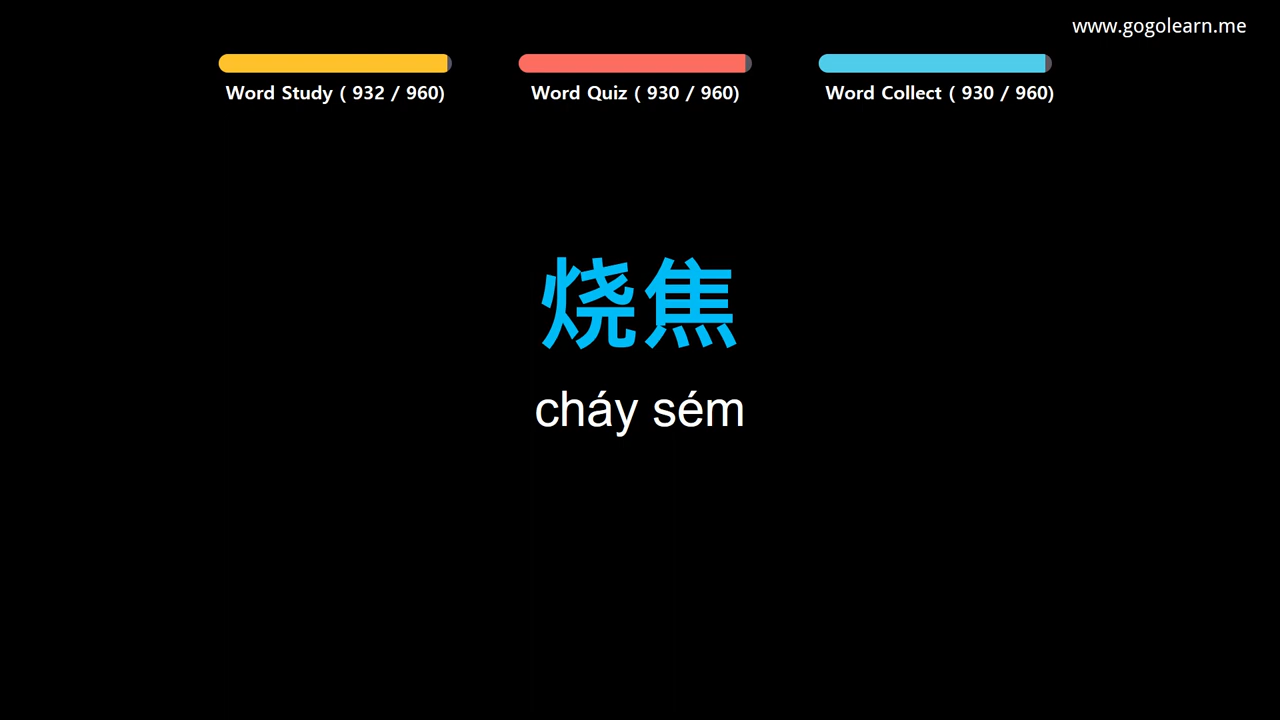 www.gogolearn.me
Word Study ( 932 / 960)
Word Quiz ( 930 / 960)
Word Collect ( 930 / 960)
烧焦
cháy sém